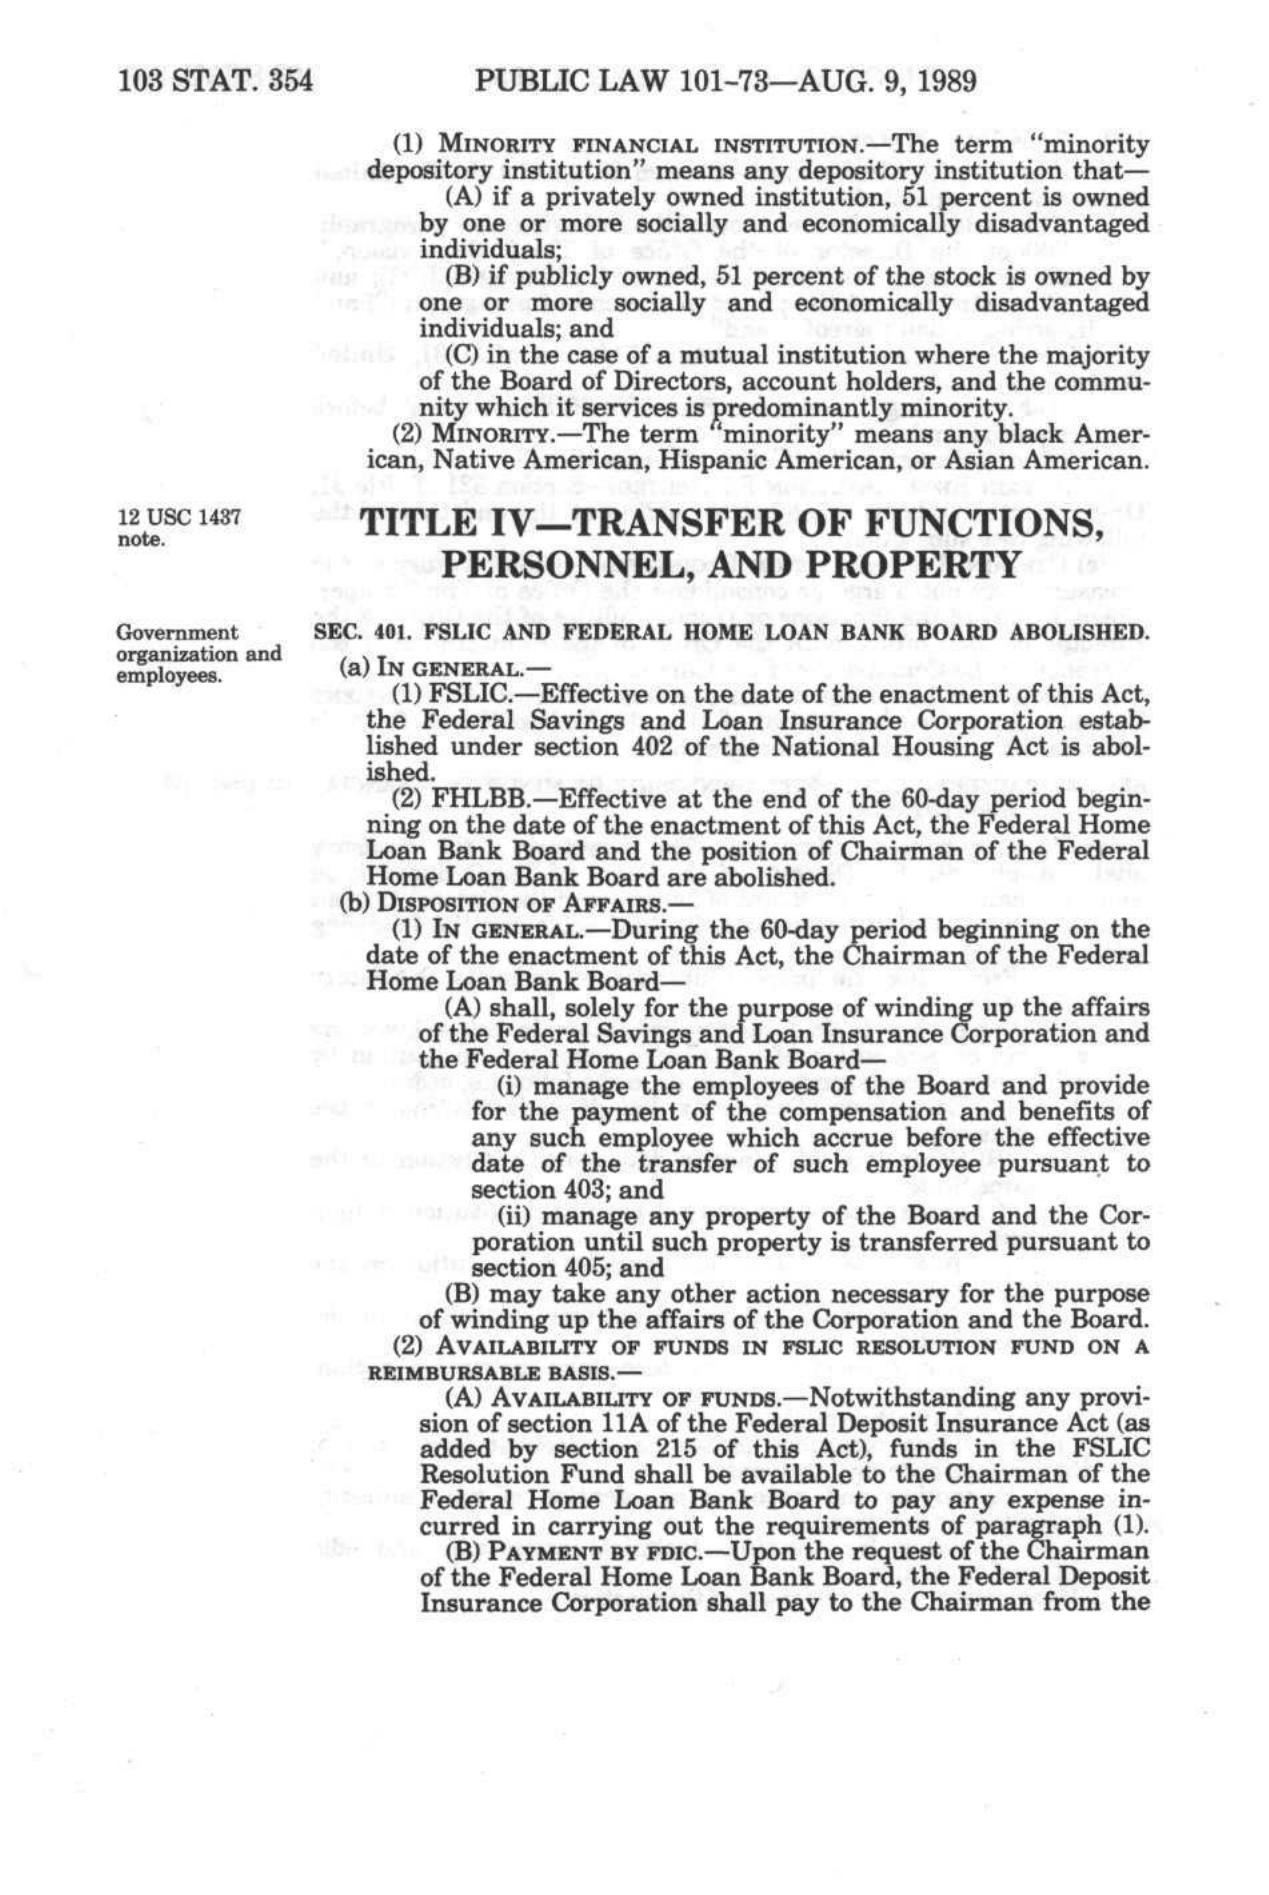 103 STAT. 354 PUBLIC LAW 101-73—AUG. 9, 1989
(1) MINORITY FINANCIAL INSTITUTION.—The term "minority
depository institution" means any depository institution that—
(A) if a privately owned institution, 51 percent is owned
by one or more socially and economically disadvantaged
individuals;
(B) if publicly owned, 51 percent of the stock is owned by
one or more socially and economically disadvantaged
individuals; and
(C) in the case of a mutual institution where the majority
of the Board of Directors, account holders, and the commu-
nity which it services is predominantly minority.
(2) MINORITY.—The term "minority" means any black Amer-
ican, Native American, Hispanic American, or Asian American.
12 USC 1437
note.
TITLE IV—TRANSFER OF FUNCTIONS,
PERSONNEL, AND PROPERTY
Government
organization and
employees.
SEC. 401. FSLIC AND FEDERAL HOME LOAN BANK BOARD ABOLISHED.
(a) IN GENERAL.—
(1) FSLIC.—Effective on the date of the enactment of this Act,
the Federal Savings and Loan Insurance Corporation estab-
lished under section 402 of the National Housing Act is abol-
ished.
(2) FHLBB.—Effective at the end of the 60-day period begin-
ning on the date of the enactment of this Act, the Federal Home
Loan Bank Board and the position of Chairman of the Federal
Home Loan Bank Board are abolished.
(b) DISPOSITION OF AFFAIRS.—
(1) IN GENERAL.—During the 60-day period beginning on the
date of the enactment of this Act, the Chairman of the Federal
Home Loan Bank Board—
(A) shall, solely for the purpose of winding up the affairs
of the Federal Savings and Loan Insurance Corporation and
the Federal Home Loan Bank Board—
(i) manage the employees of the Board and provide
for the payment of the compensation and benefits of
any such employee which accrue before the effective
date of the transfer of such employee pursuant to
section 403; and
(ii) manage any property of the Board and the Cor-
poration until such property is transferred pursuant to
section 405; and
(B) may take any other action necessary for the purpose
of winding up the affairs of the Corporation and the Board.
(2) AVAILABILITY OF FUNDS IN FSLIC RESOLUTION FUND ON A
REIMBURSABLE BASIS.—
(A) AVAILABILITY OF FUNDS.—Notwithstanding any provi-
sion of section 11A of the Federal Deposit Insurance Act (as
added by section 215 of this Act), funds in the FSLIC
Resolution Fund shall be available to the Chairman of the
Federal Home Loan Bank Board to pay any expense in-
curred in carrying out the requirements of paragraph (1).
(B) PAYMENT BY FDIC.—Upon the request of the Chairman
of the Federal Home Loan Bank Board, the Federal Deposit
Insurance Corporation shall pay to the Chairman from the